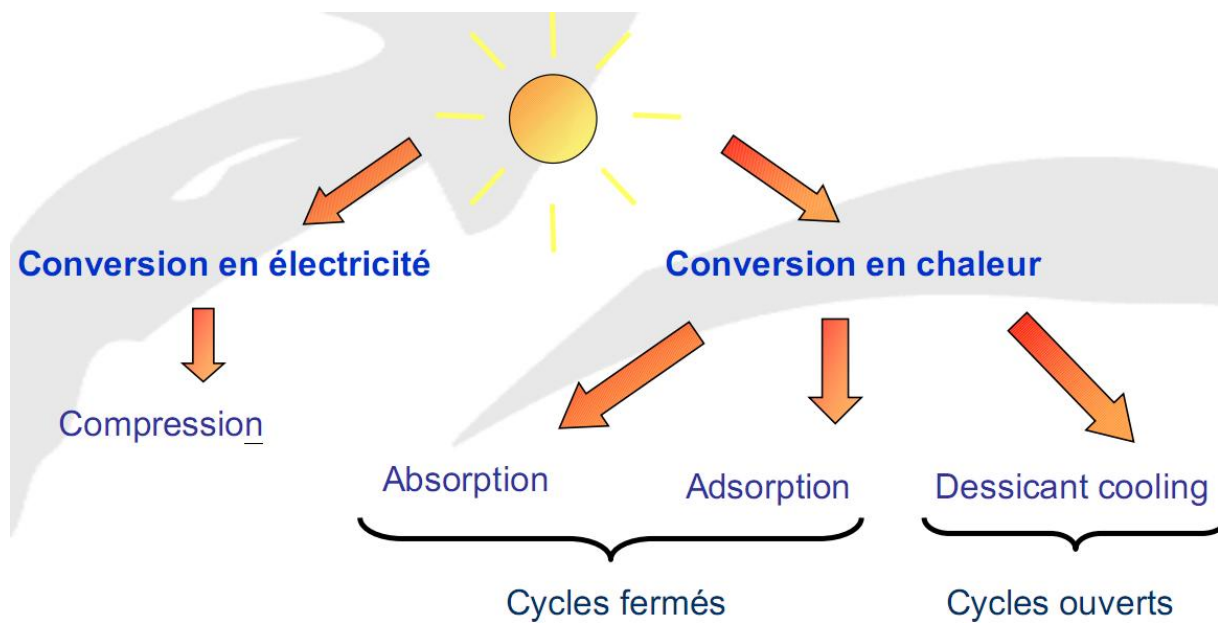 Conversion en électricité
Conversion en chaleur
Compression
Absorption
Adsorption
Dessicant cooling
Cycles fermés
Cycles ouverts